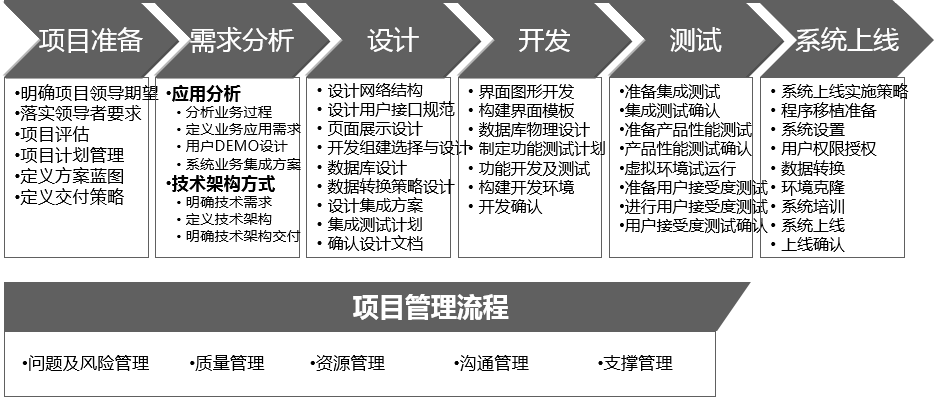 项目准备
需求分析
设计
开发
测试
系统上线
•明确项目领导期望
•落实领导者要求
•项目评估
•项目计划管理
•定义方案蓝图
•定义交付策略
•应用分析
• 分析业务过程
• 定义业务应用需求
• 用户DEMO设计
• 系统业务集成方案
•技术架构方式
• 明确技术需求
• 定义技术架构
• 明确技术架构交付
• 设计网络结构
• 设计用户接口规范
• 页面展示设计
• 开发组建选择与设计
• 数据库设计
• 数据转换策略设计
• 设计集成方案
• 集成测试计划
• 确认设计文档
• 界面图形开发
• 构建界面模板
• 数据库物理设计
• 制定功能测试计划
• 功能开发及测试
• 构建开发环境
• 开发确认
•准备集成测试
•集成测试确认
•准备产品性能测试
•产品性能测试确认
•虚拟环境试运行
•准备用户接受度测试
•进行用户接受度测试
•用户接受度测试确认
• 系统上线实施策略
• 程序移植准备
• 系统设置
• 用户权限授权
• 数据转换
• 环境克隆
• 系统培训
• 系统上线
• 上线确认
项目管理流程
•问题及风险管理
•质量管理
•资源管理
•沟通管理
•支撑管理